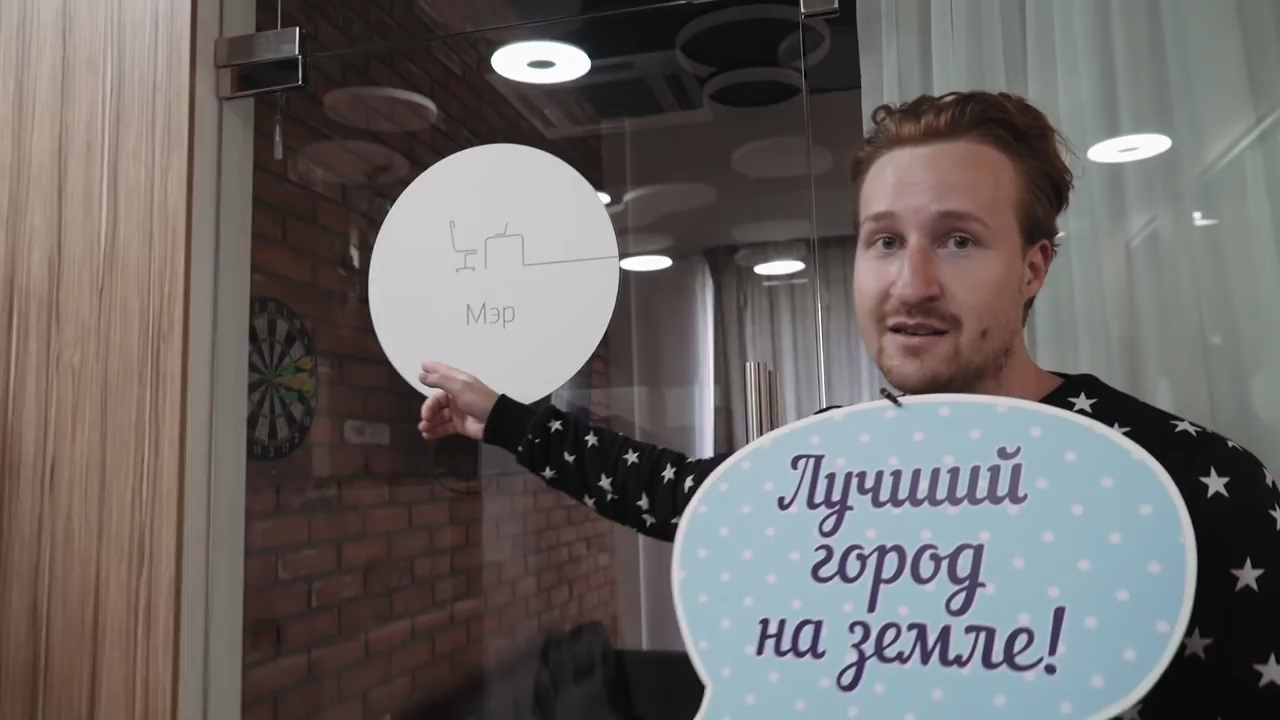 Мэр
Лучший
город
на земле!